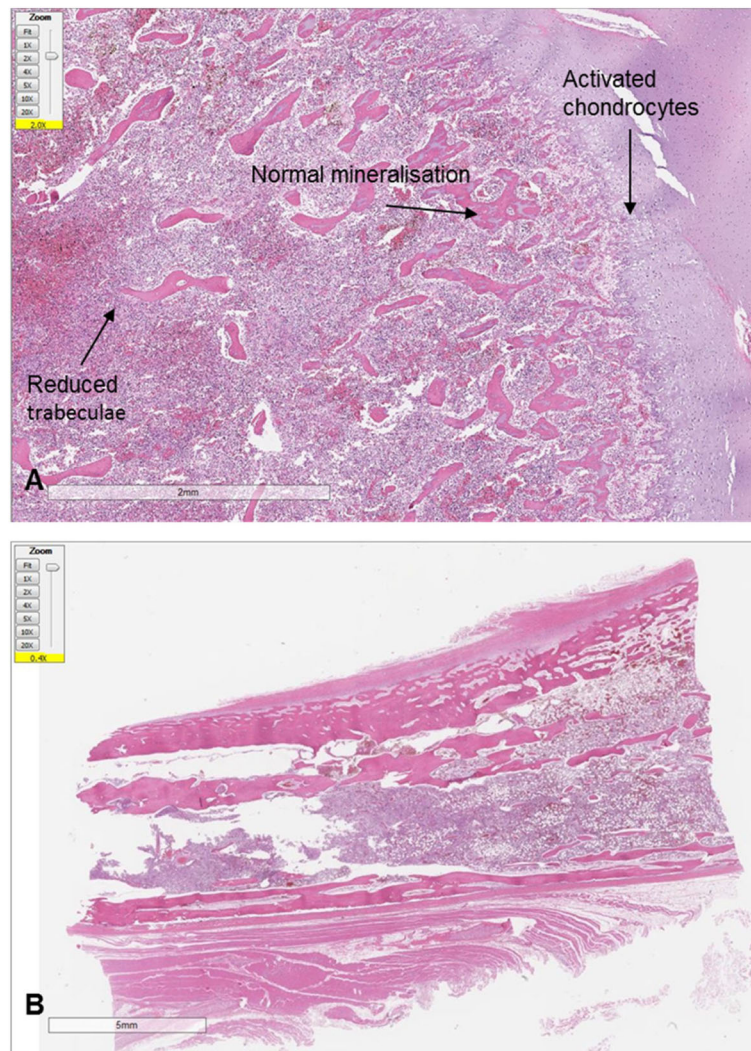 Zoom
Fit
1X
2X
4X
5X
10X
20X
2.0X
Activated
chondrocytes
Normal mineralisation
Reduced
trabeculae
A
2mm
Zoom
Fit
1X
2X
4X
5X
10X
20X
0.4X
B
5mm